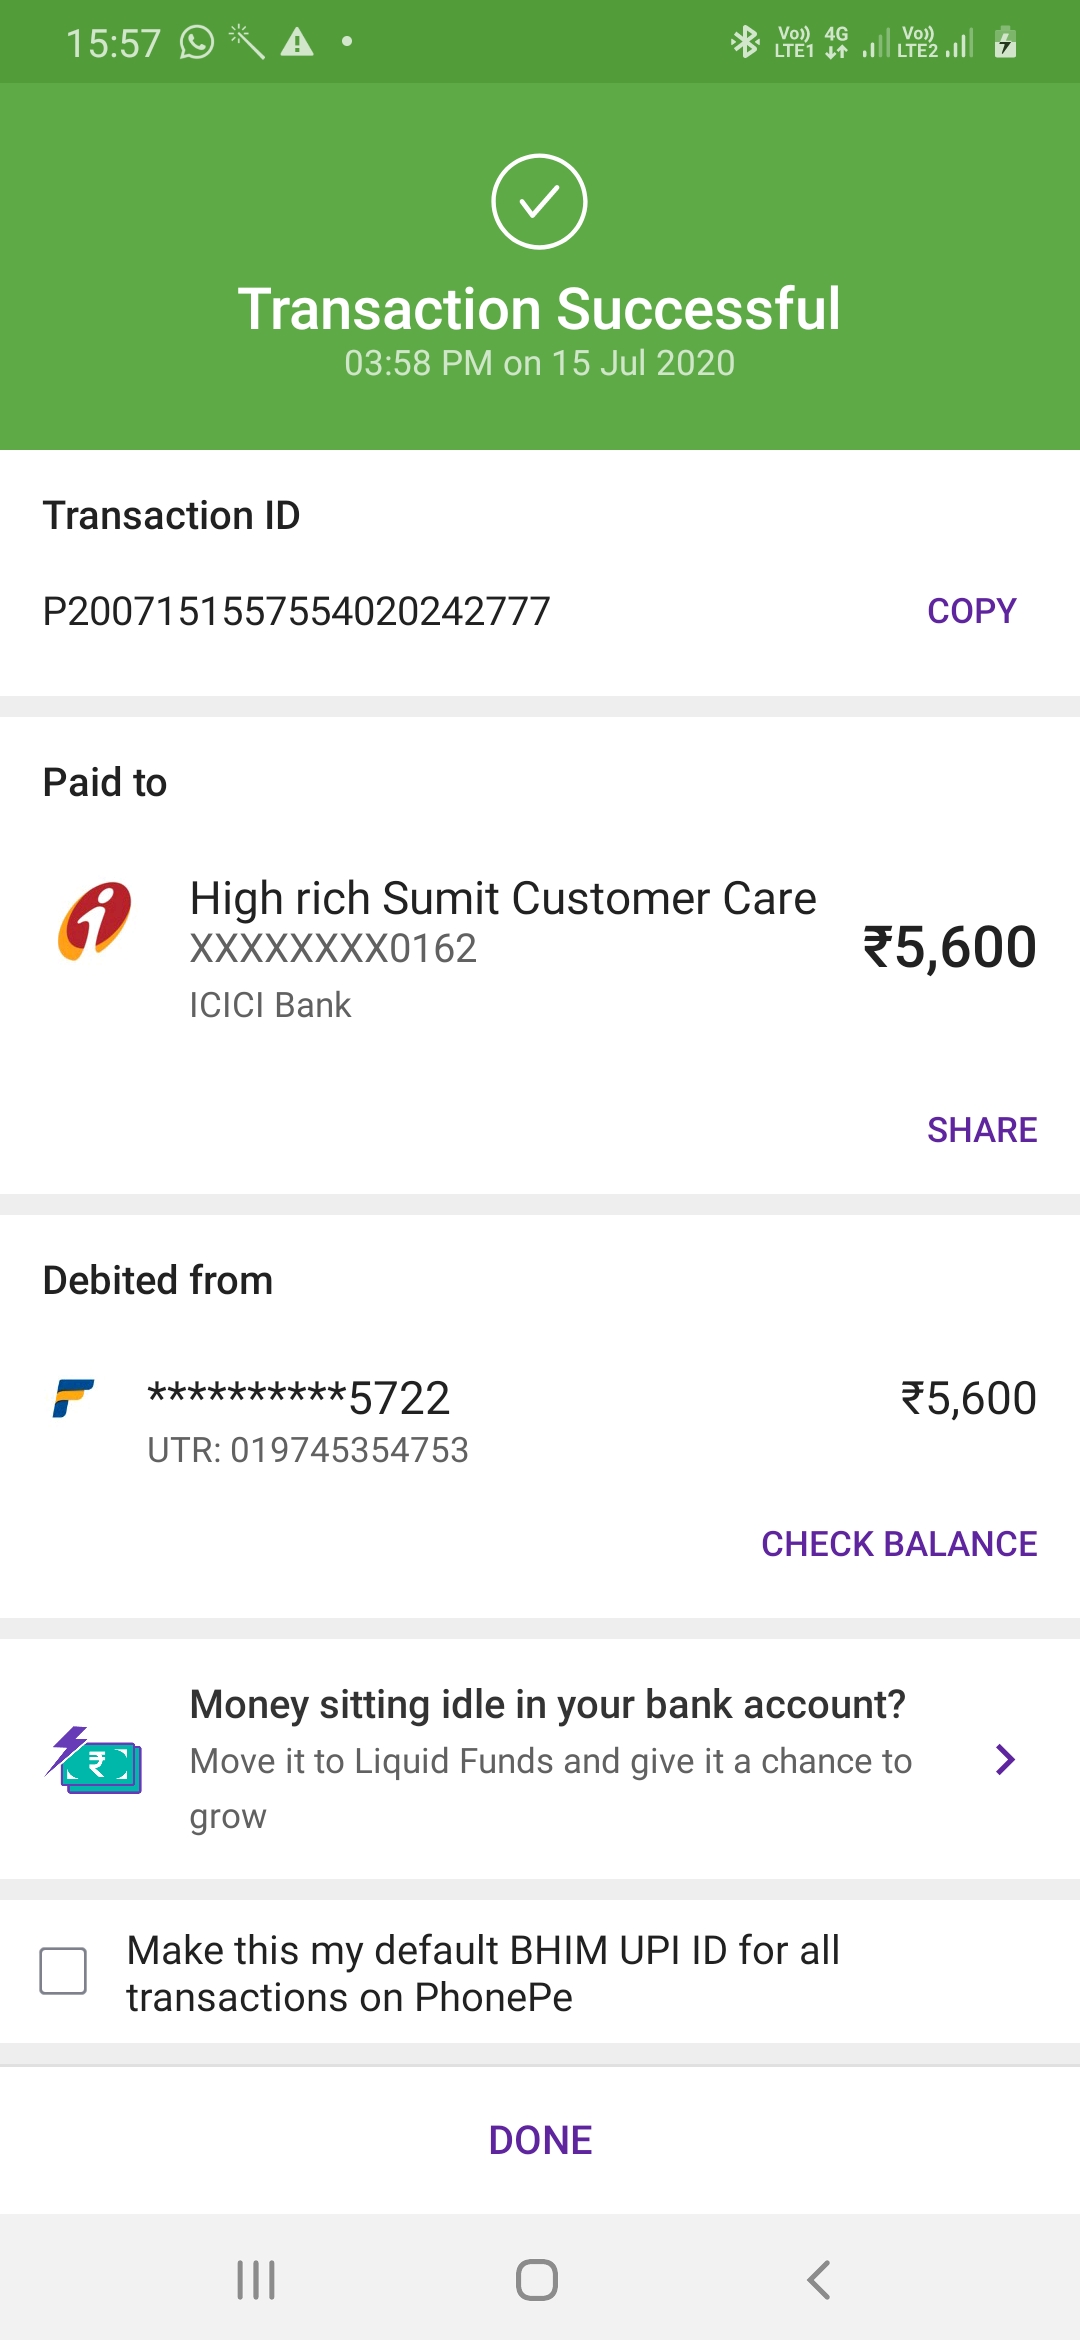 15:57
Vo)) LTE1 4G Vo)) LTE2
Transaction Successful
03:58 PM on 15 Jul 2020
Transaction ID
P2007151557554020242777
COPY
Paid to
High rich Sumit Customer Care
XXXXXXXX0162
₹5,600
ICICI Bank
SHARE
Debited from
**********5722
₹5,600
UTR: 019745354753
CHECK BALANCE
Money sitting idle in your bank account?
Move it to Liquid Funds and give it a chance to
grow
Make this my default BHIM UPI ID for all
transactions on PhonePe
DONE